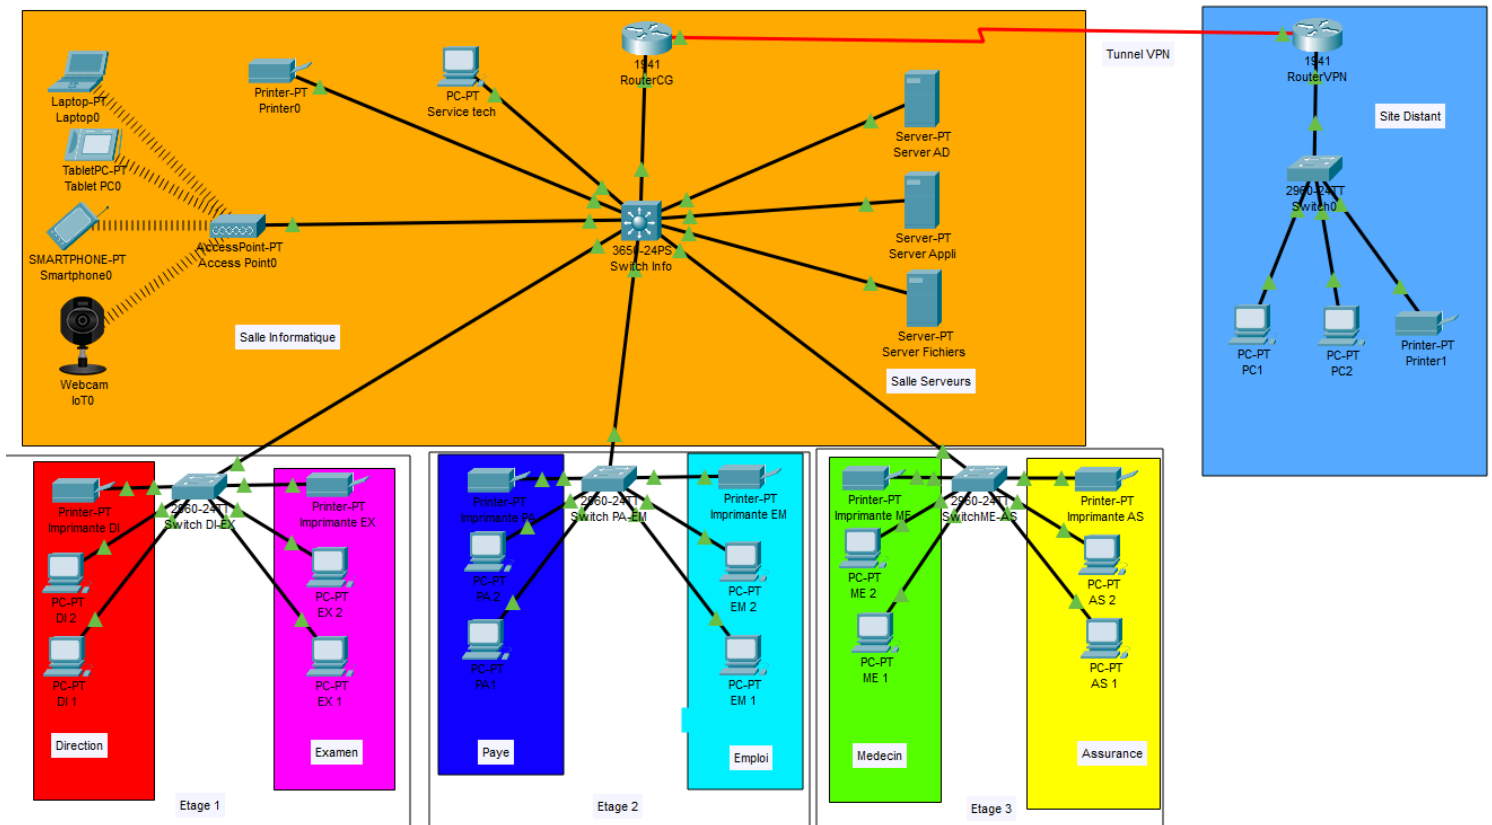 1941
RouterCG
Tunnel VPN
1941
RouterVPN
Laptop-PT
Laptop0
Printer-PT
Printer0
PC-PT
Service tech
Server-PT
Server AD
Site Distant
TabletPC-PT
Tablet PC0
2960-24TT
Switch0
SMARTPHONE-PT
Smartphone0
AccessPoint-PT
Access Point0
3650-24PS
Switch Info
Server-PT
Server Appli
Salle Informatique
Server-PT
Server Fichiers
Salle Serveurs
Webcam
IoT0
PC-PT
PC1
PC-PT
PC2
Printer-PT
Printer1
Printer-PT
Imprimante DI
2960-24TT
Switch DI-EX
Printer-PT
Imprimante EX
Printer-PT
Imprimante PA
2960-24TT
Switch PA-EM
Printer-PT
Imprimante EM
Printer-PT
Imprimante ME
2960-24TT
SwitchME-AS
Printer-PT
Imprimante AS
PC-PT
DI 2
PC-PT
EX 2
PC-PT
PA 2
PC-PT
EM 2
PC-PT
ME 2
PC-PT
AS 2
PC-PT
DI 1
PC-PT
EX 1
PC-PT
PA1
PC-PT
EM 1
PC-PT
ME 1
PC-PT
AS 1
Direction
Examen
Paye
Emploi
Medecin
Assurance
Etage 1
Etage 2
Etage 3